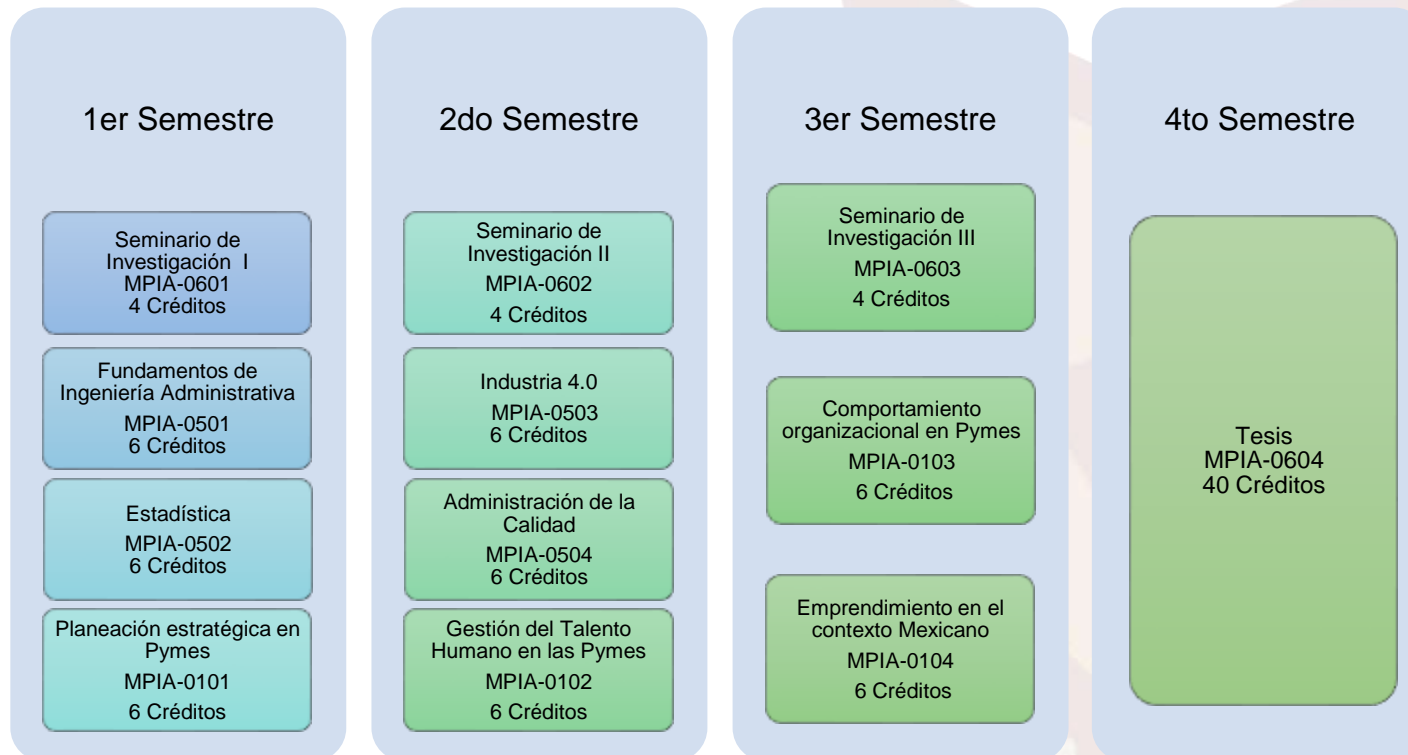 1er Semestre
Seminario de
Investigación I
MPIA-0601
4 Créditos
Fundamentos de
Ingeniería Administrativa
MPIA-0501
6 Créditos
Estadística
MPIA-0502
6 Créditos
Planeación estratégica en
Pymes
MPIA-0101
6 Créditos
2do Semestre
Seminario de
Investigación II
MPIA-0602
4 Créditos
Industria 4.0
MPIA-0503
6 Créditos
Administración de la
Calidad
MPIA-0504
6 Créditos
Gestión del Talento
Humano en las Pymes
MPIA-0102
6 Créditos
3er Semestre
Seminario de
Investigación III
MPIA-0603
4 Créditos
Comportamiento
organizacional en Pymes
MPIA-0103
6 Créditos
Emprendimiento en el
contexto Mexicano
MPIA-0104
6 Créditos
4to Semestre
Tesis
MPIA-0604
40 Créditos